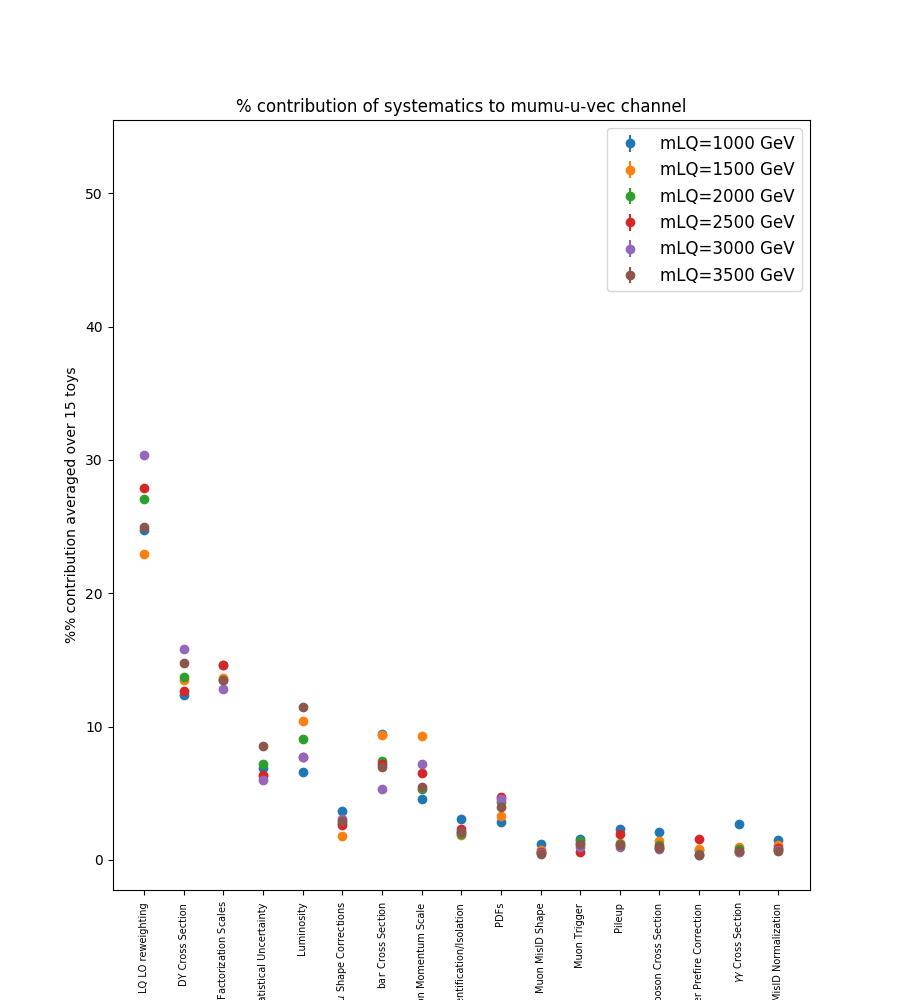 % contribution of systematics to mumu-u-vec channel
mLQ=1000 GeV
mLQ=1500 GeV
mLQ=2000 GeV
mLQ=2500 GeV
mLQ=3000 GeV
mLQ=3500 GeV
%% contribution averaged over 15 toys
50
40
30
20
10
0
LQ LO reweighting
DY Cross Section
Factorization Scales
atistical Uncertainty
Luminosity
Shape Corrections
bar Cross Section
on Momentum Scale
entification/Isolation
PDFs
Muon MisID Shape
Muon Trigger
Pileup
boson Cross Section
er Prefire Correction
γγ Cross Section
MisID Normalization